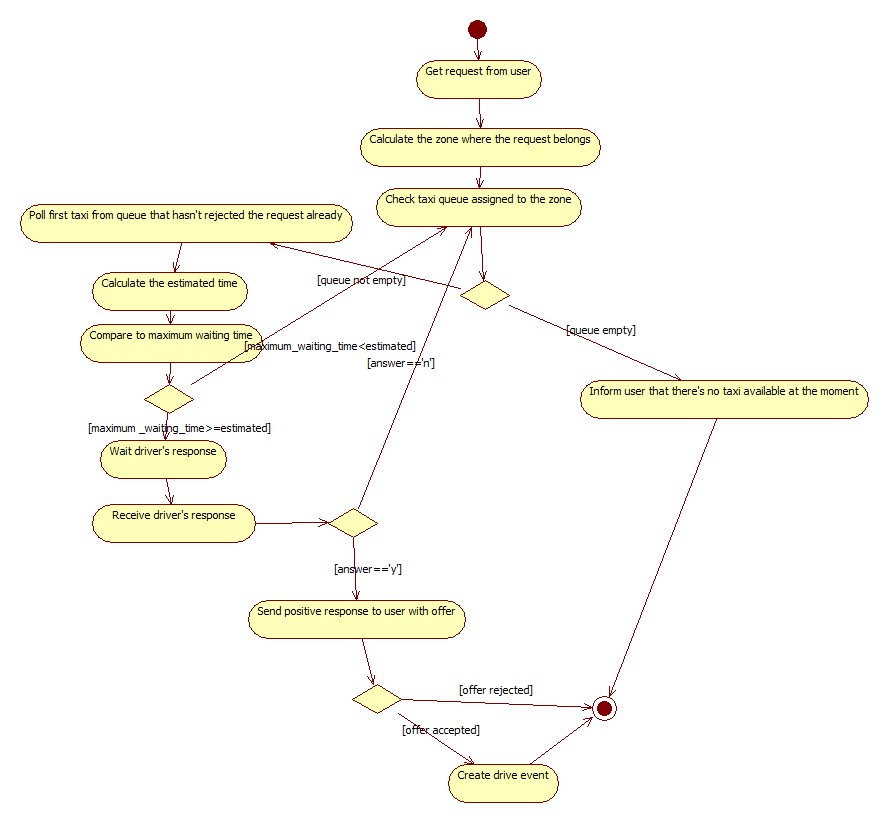 Get request from user
Calculate the zone where the request belongs
Check taxi queue assigned to the zone
Poll first taxi from queue that hasn't rejected the request already
Calculate the estimated time
[queue not empty]
[queue empty]
Compare to maximum waiting time
[maximum_waiting_time<estimated]
[answer=='n']
Inform user that there's no taxi available at the moment
[maximum _waiting_time>=estimated]
Wait driver's response
Receive driver's response
[answer=='y']
Send positive response to user with offer
[offer rejected]
[offer accepted]
Create drive event